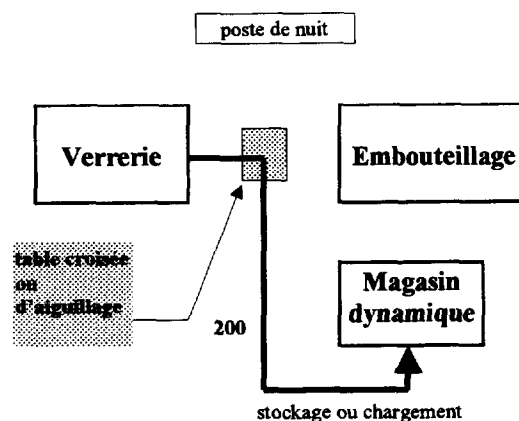 poste de nuit
Verrerie
Embouteillage
table croisée
ou
d'aiguillage
200
Magasin
dynamique
stockage ou chargement